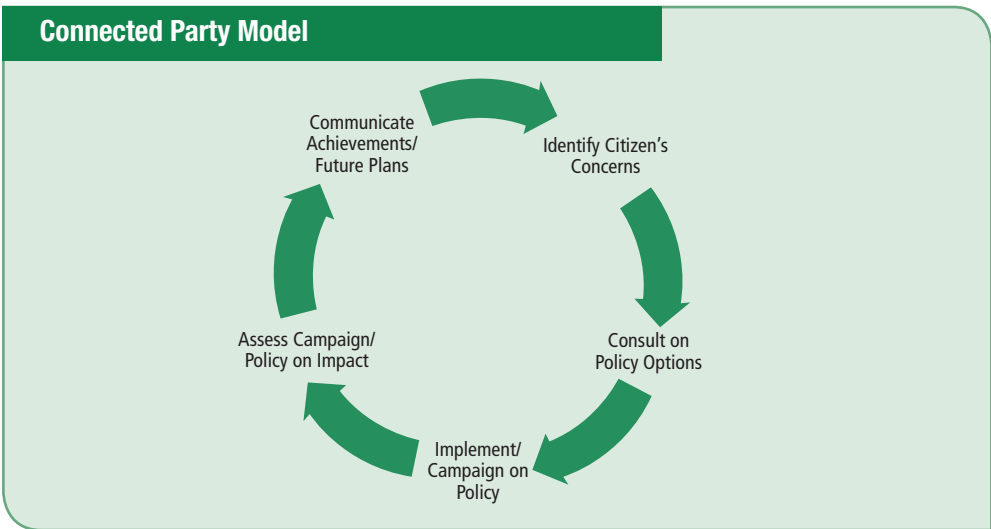 Connected Party Model
Communicate
Achievements/
Future Plans
Identify Citizen's
Concerns
Consult on
Policy Options
Implement/
Campaign on
Policy
Assess Campaign/
Policy on Impact